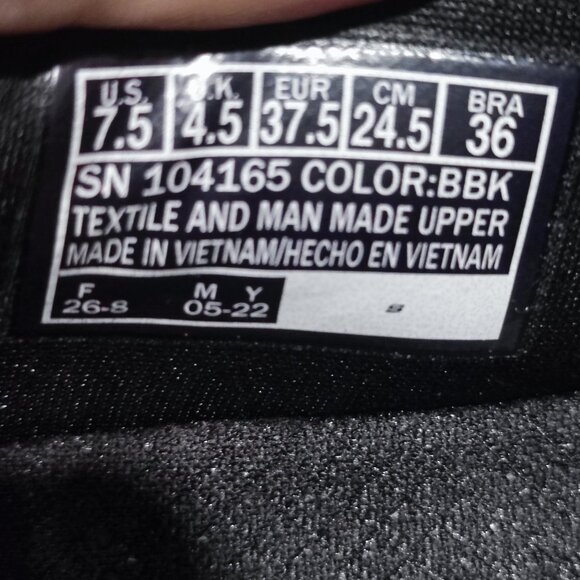 U.S. U.K. EUR CM BRA
7.5 4.5 37.5 24.5 36
SN 104165 COLOR:BBK
TEXTILE AND MAN MADE UPPER
MADE IN VIETNAM/HECHO EN VIETNAM
F M Y
26-8 05-22 S